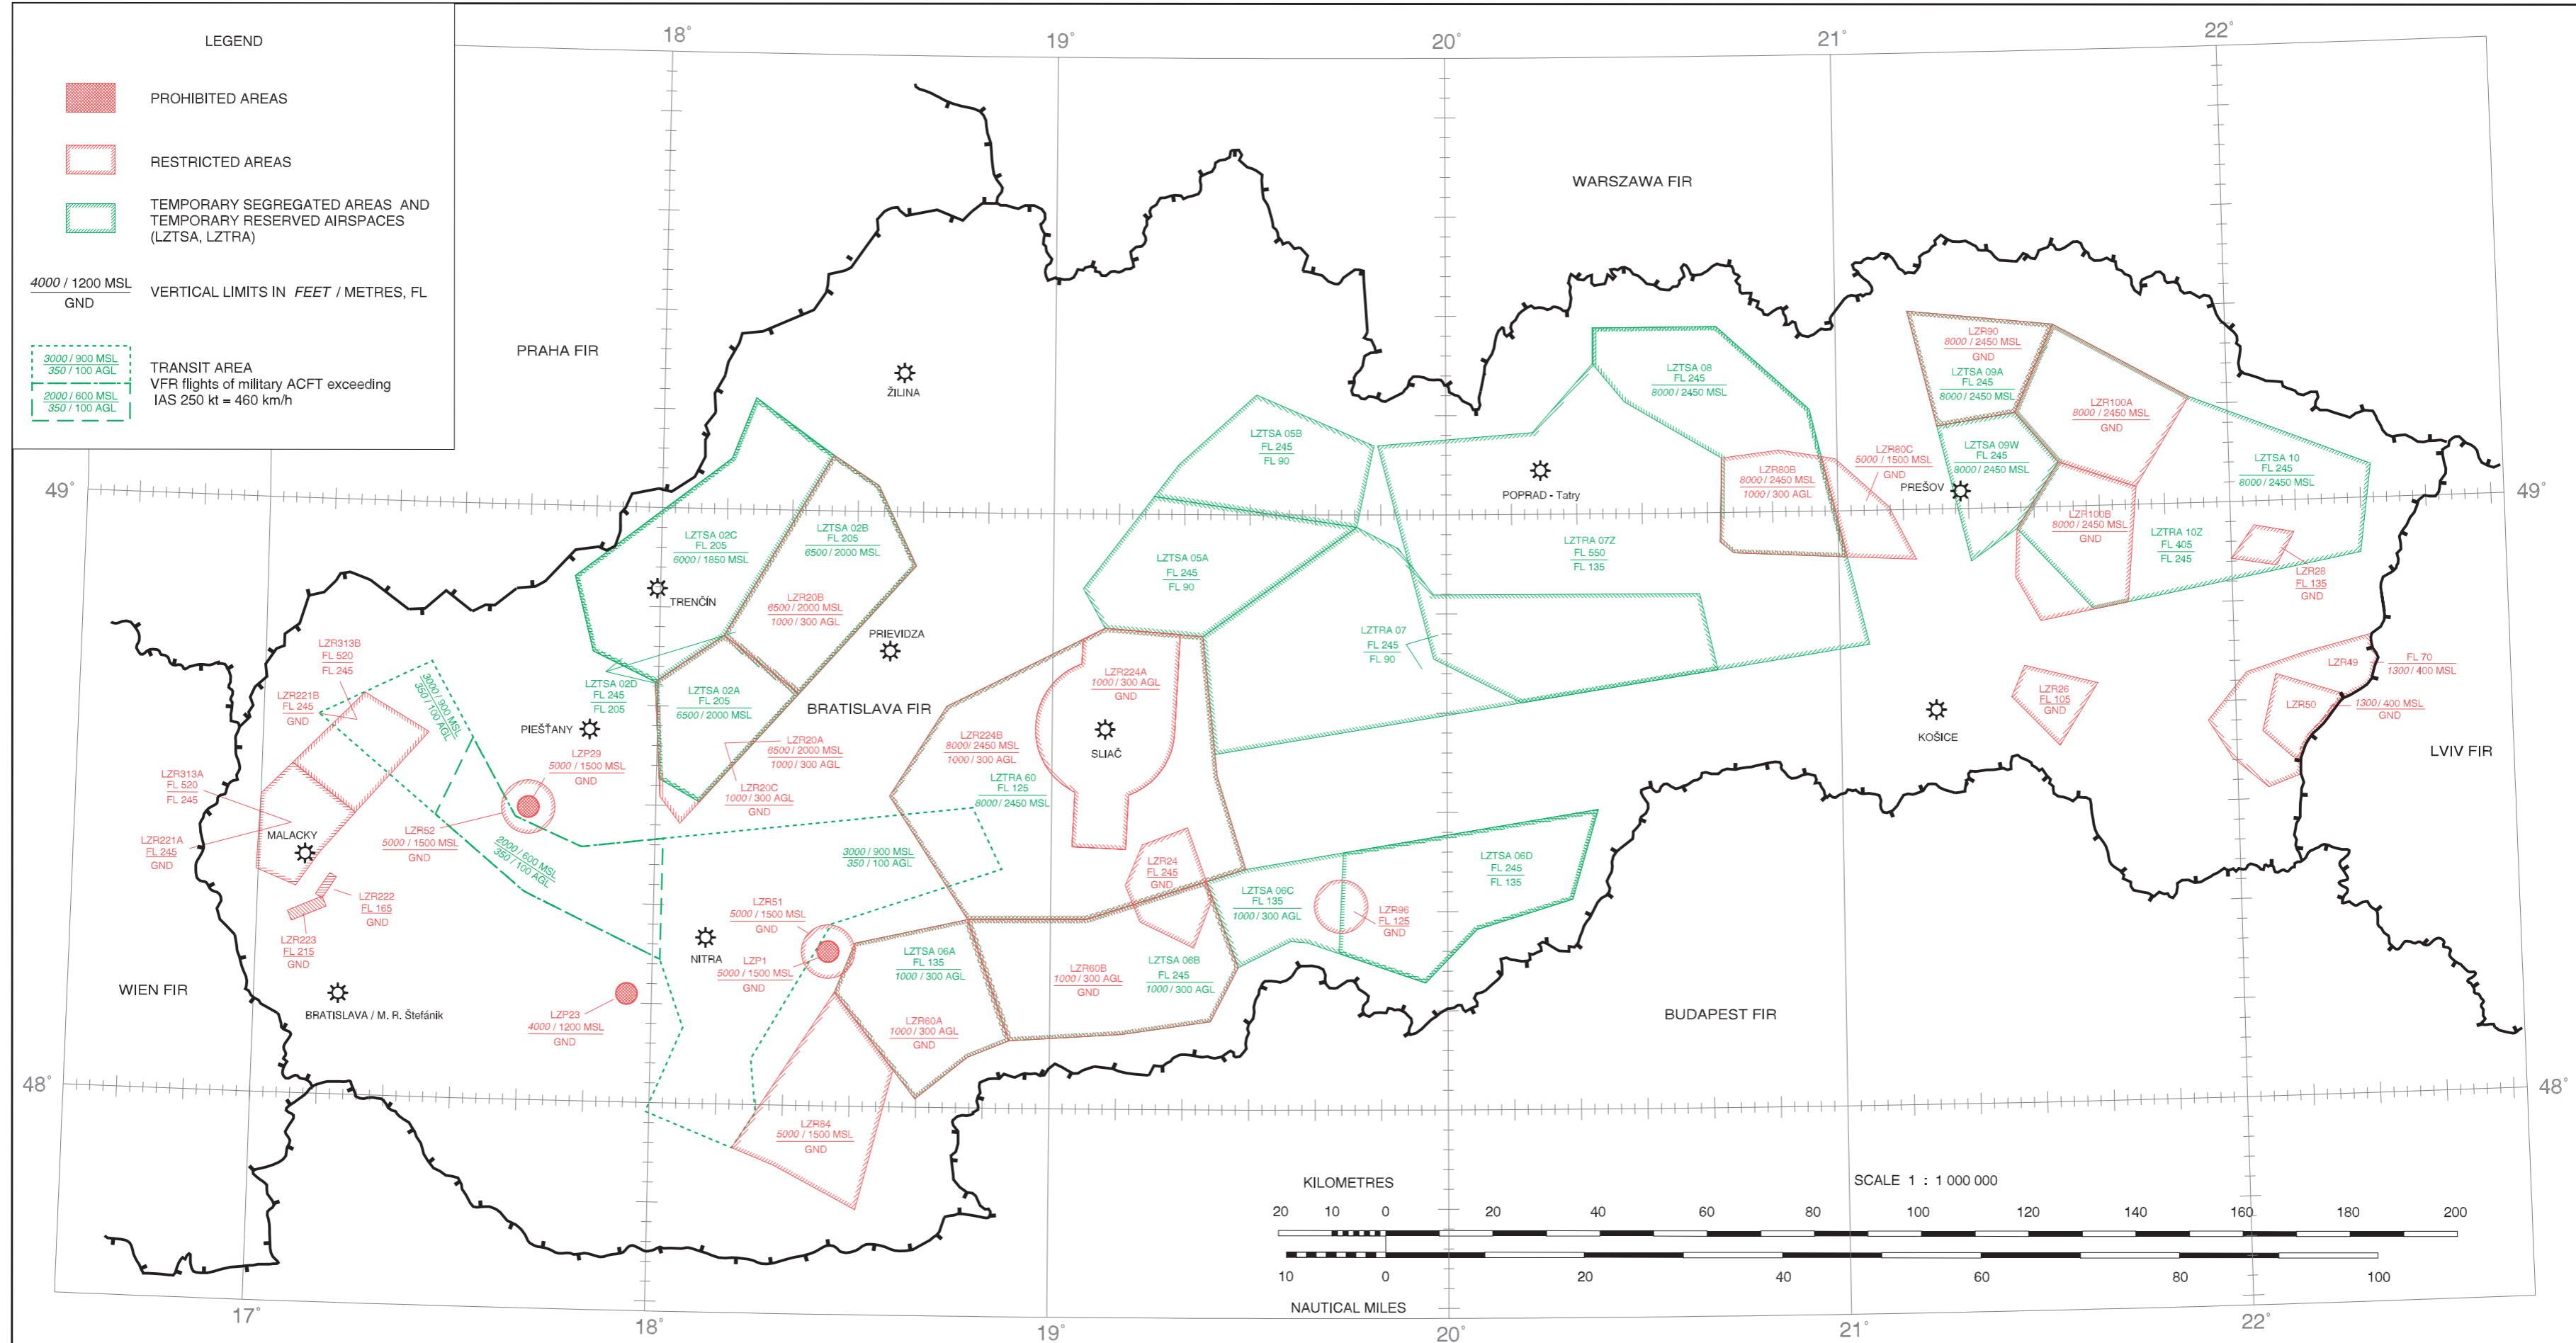 LEGEND
PROHIBITED AREAS
RESTRICTED AREAS
TEMPORARY SEGREGATED AREAS AND
TEMPORARY RESERVED AIRSPACES
(LZTSA, LZTRA)
4000 / 1200 MSL
GND
VERTICAL LIMITS IN FEET / METRES, FL
3000 / 900 MSL
350 / 100 AGL
2000 / 600 MSL
350 / 100 AGL
TRANSIT AREA
VFR flights of military ACFT exceeding
IAS 250 kt = 460 km/h
18°
19°
20°
21°
22°
49°
49°
48°
48°
17°
18°
19°
20°
21°
22°
PRAHA FIR
WARSZAWA FIR
BRATISLAVA FIR
WIEN FIR
BUDAPEST FIR
LVIV FIR
ŽILINA
POPRAD - Tatry
PREŠOV
TRENČÍN
PRIEVIDZA
PIEŠŤANY
SLIAČ
KOŠICE
MALACKY
NITRA
BRATISLAVA / M. R. Štefánik
LZTSA 02C
FL 205
6000 / 1850 MSL
LZTSA 02B
FL 205
6500 / 2000 MSL
LZR20B
6500 / 2000 MSL
1000 / 300 AGL
LZTSA 02D
FL 245
FL 205
LZTSA 02A
FL 205
6500 / 2000 MSL
LZR20A
6500 / 2000 MSL
1000 / 300 AGL
LZR20C
1000 / 300 AGL
GND
LZR313B
FL 520
FL 245
LZR221B
FL 245
GND
LZR313A
FL 520
FL 245
LZR221A
FL 245
GND
LZR222
FL 165
GND
LZR223
FL 215
GND
3000 / 900 MSL
350 / 100 AGL
2000 / 600 MSL
350 / 100 AGL
LZP29
5000 / 1500 MSL
GND
LZR52
5000 / 1500 MSL
GND
3000 / 900 MSL
350 / 100 AGL
LZR51
5000 / 1500 MSL
GND
LZP1
5000 / 1500 MSL
GND
LZP23
4000 / 1200 MSL
GND
LZTSA 05B
FL 245
FL 90
LZTSA 05A
FL 245
FL 90
LZR224A
1000 / 300 AGL
GND
LZR224B
8000 / 2450 MSL
1000 / 300 AGL
LZTRA 60
FL 125
8000 / 2450 MSL
LZR24
FL 245
GND
LZTSA 06A
FL 135
1000 / 300 AGL
LZR60A
1000 / 300 AGL
GND
LZR60B
1000 / 300 AGL
GND
LZTSA 06B
FL 245
1000 / 300 AGL
LZTSA 06C
FL 135
1000 / 300 AGL
LZTSA 06D
FL 245
FL 135
LZR96
FL 125
GND
LZR84
5000 / 1500 MSL
GND
LZTRA 07
FL 245
FL 90
LZTRA 07Z
FL 550
FL 135
LZTSA 08
FL 245
8000 / 2450 MSL
LZR80B
8000 / 2450 MSL
1000 / 300 AGL
LZR80C
5000 / 1500 MSL
GND
LZR90
8000 / 2450 MSL
GND
LZTSA 09A
FL 245
8000 / 2450 MSL
LZTSA 09W
FL 245
8000 / 2450 MSL
LZR100A
8000 / 2450 MSL
GND
LZR100B
8000 / 2450 MSL
GND
LZTSA 10
FL 245
8000 / 2450 MSL
LZTRA 10Z
FL 405
FL 245
LZR28
FL 135
GND
LZR26
FL 105
GND
LZR49
FL 70
1300 / 400 MSL
LZR50
1300 / 400 MSL
GND
KILOMETRES
SCALE 1 : 1 000 000
20 10 0 20 40 60 80 100 120 140 160 180 200
10 0 20 40 60 80 100
NAUTICAL MILES